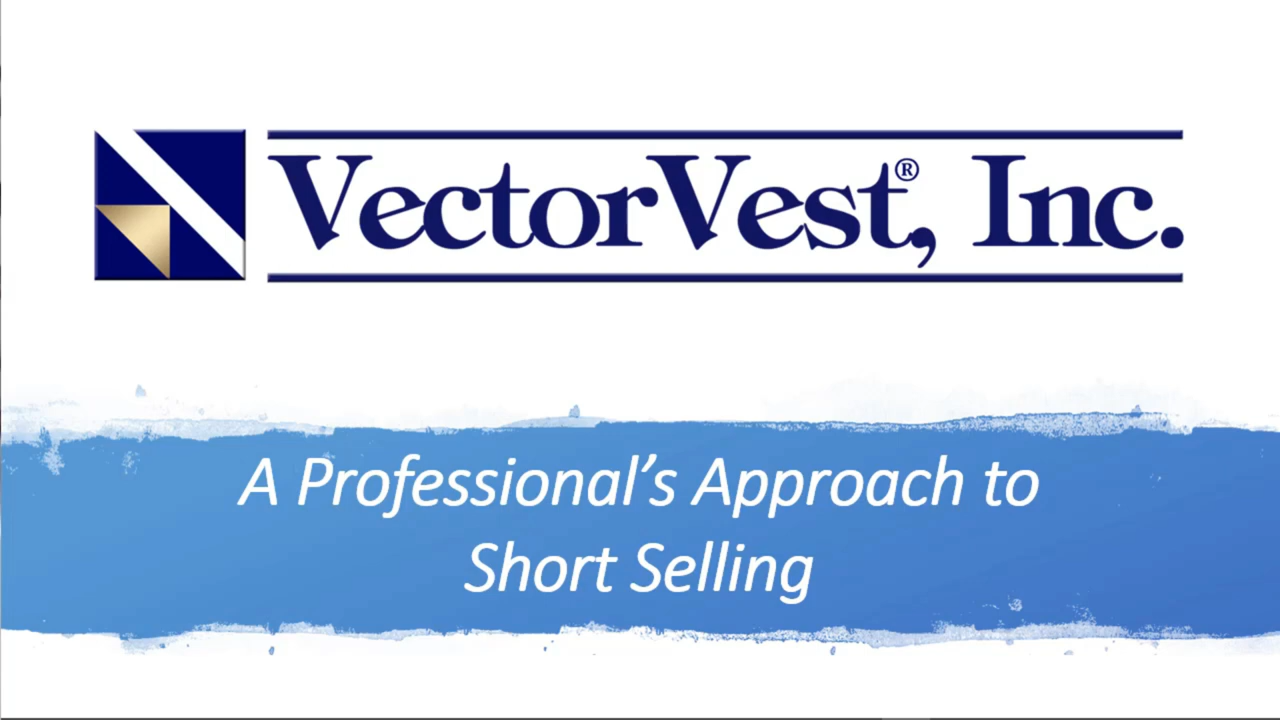 VectorVest®, Inc.
A Professional’s Approach to
Short Selling